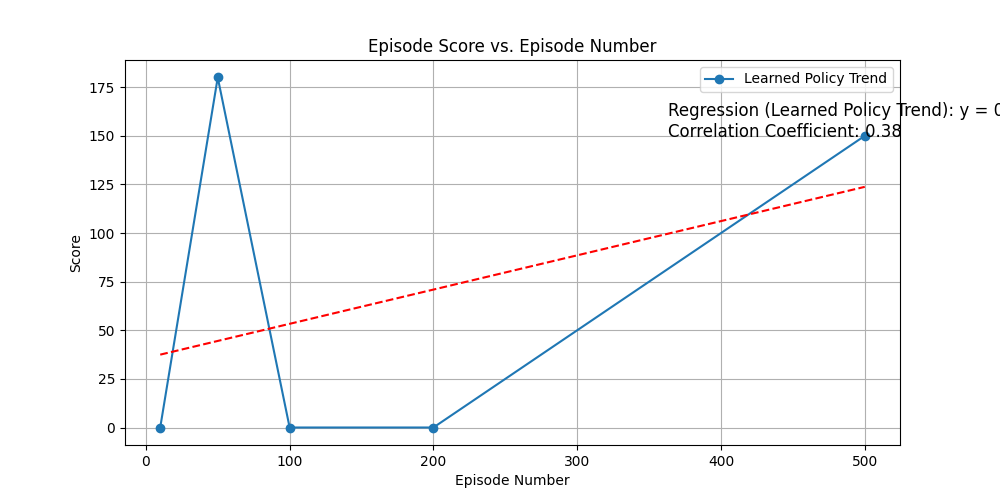 Episode Score vs. Episode Number
Learned Policy Trend
Regression (Learned Policy Trend): y = 0
Correlation Coefficient: 0.38
Score
175
150
125
100
75
50
25
0
0 100 200 300 400 500
Episode Number